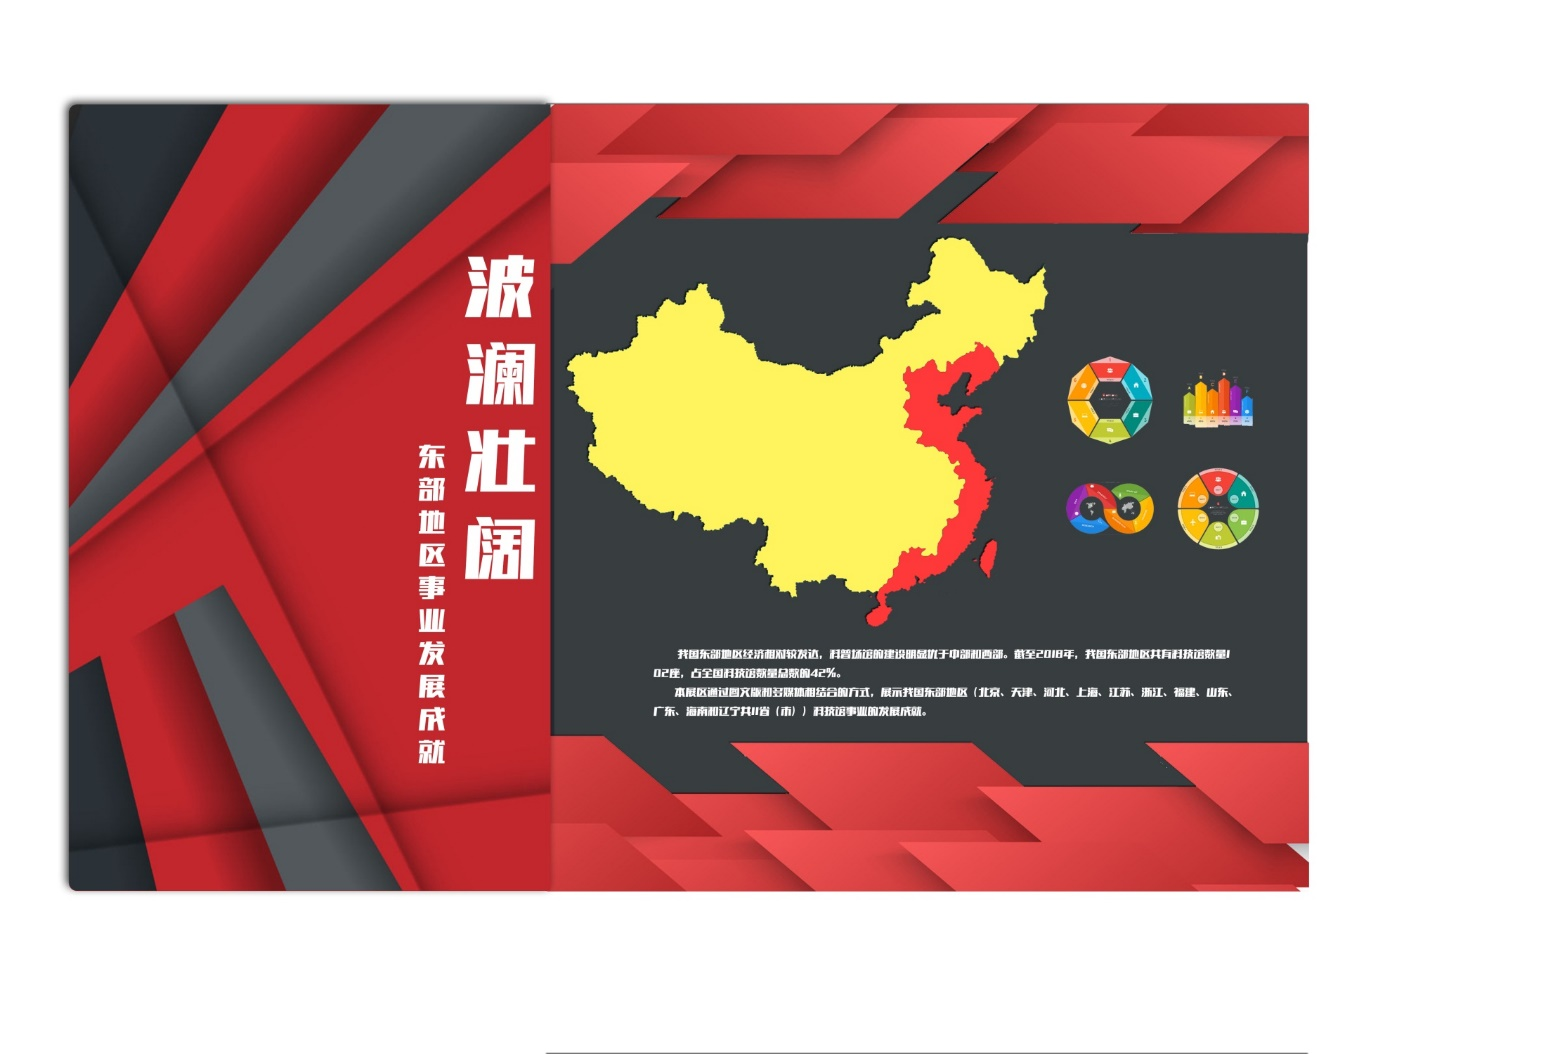 波澜壮阔
东部地区事业发展成就
我国东部地区经济相对较发达，科普场馆的建设明显优于中部和西部。截至2018年，我国东部地区共有科技馆数量1
02座，占全国科技馆数量总数的42%。
本展区通过图文版和多媒体相结合的方式，展示我国东部地区（北京、天津、河北、上海、江苏、浙江、福建、山东、
广东、海南和辽宁共11省（市））科技馆事业的发展成就。